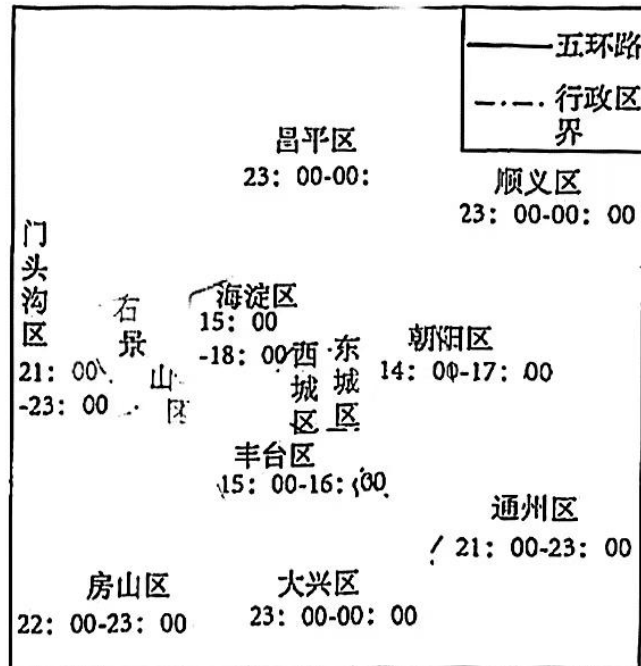 五环路
行政区
界
昌平区
23：00-00：
顺义区
23：00-00：00
门头沟区
21：00
-23：00
石景山区
海淀区
15：00
-18：00
西城区
东城区
朝阳区
14：00-17：00
丰台区
15：00-16：00
通州区
21：00-23：00
房山区
22：00-23：00
大兴区
23：00-00：00